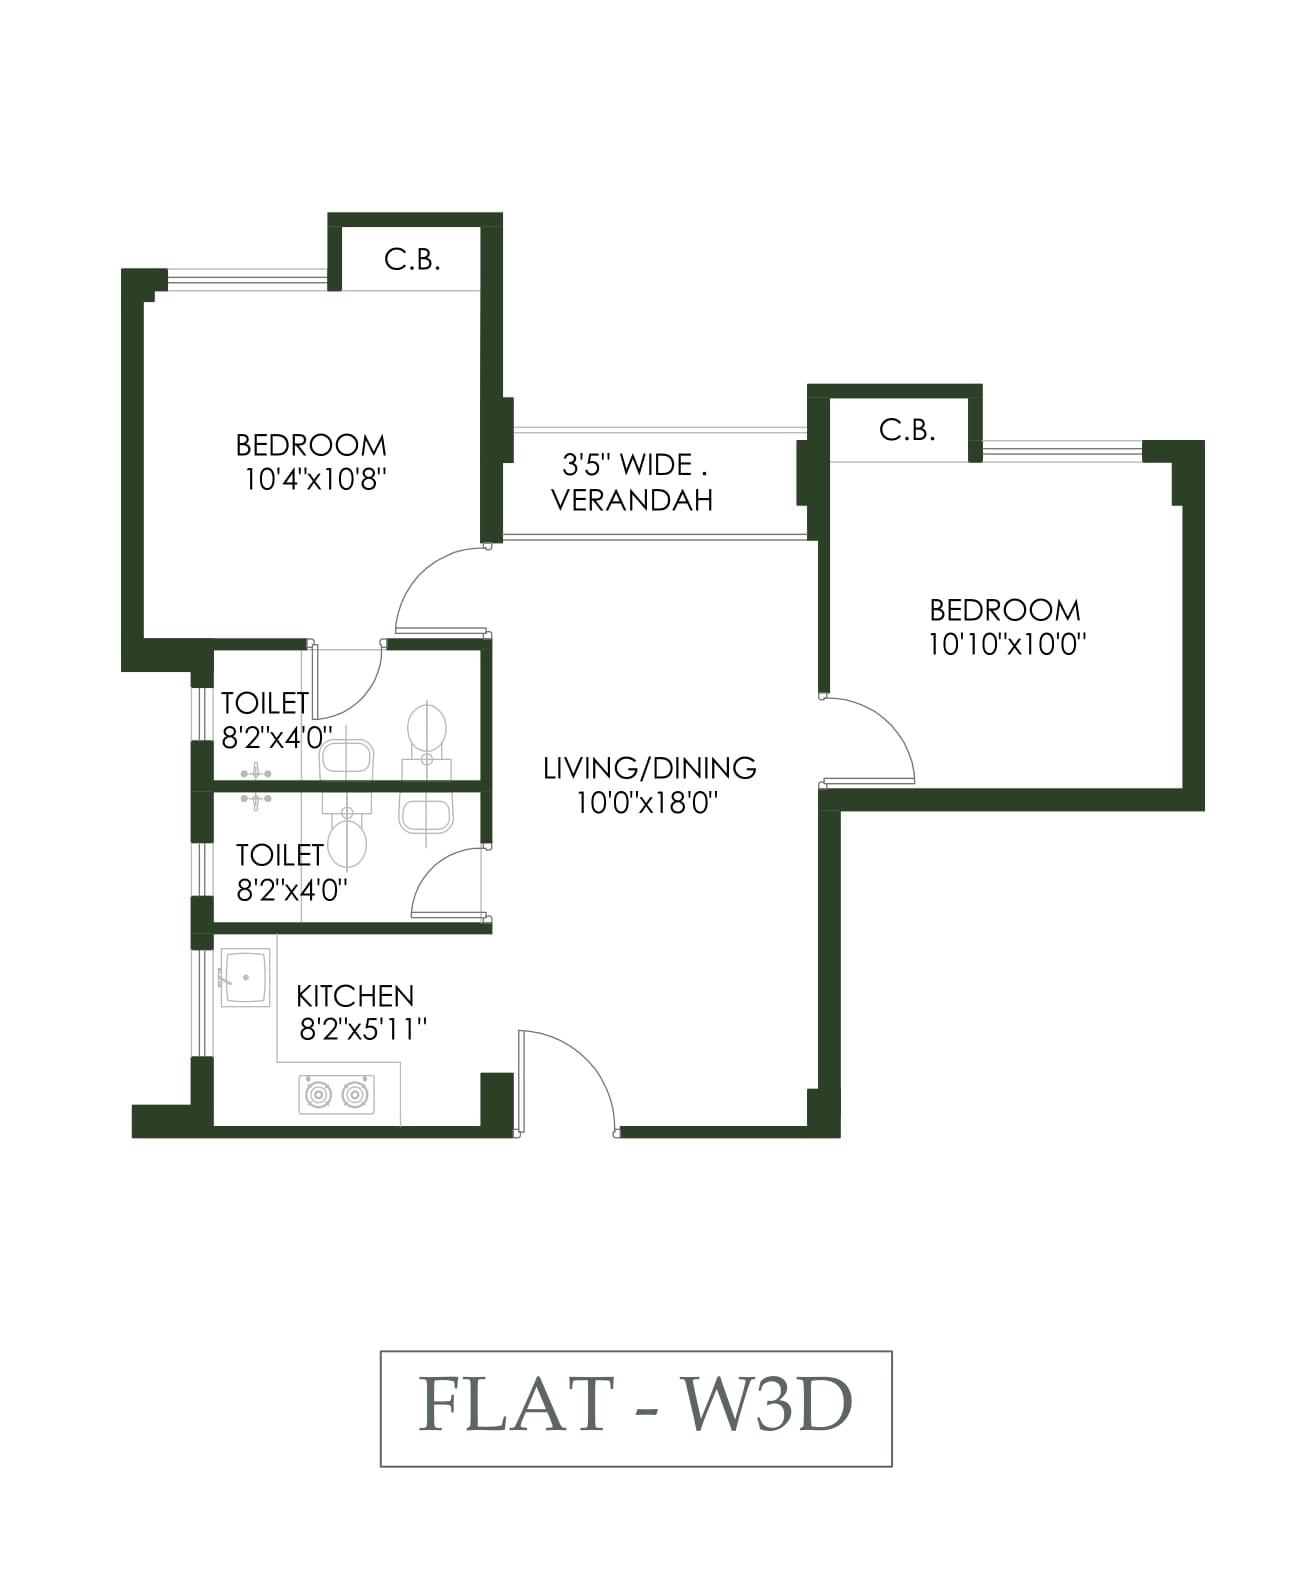 C.B.
BEDROOM
10'4"x10'8"
C.B.
3'5" WIDE .
VERANDAH
BEDROOM
10'10"x10'0"
TOILET
8'2"x4'0"
LIVING/DINING
10'0"x18'0"
TOILET
8'2"x4'0"
KITCHEN
8'2"x5'11"
FLAT - W3D